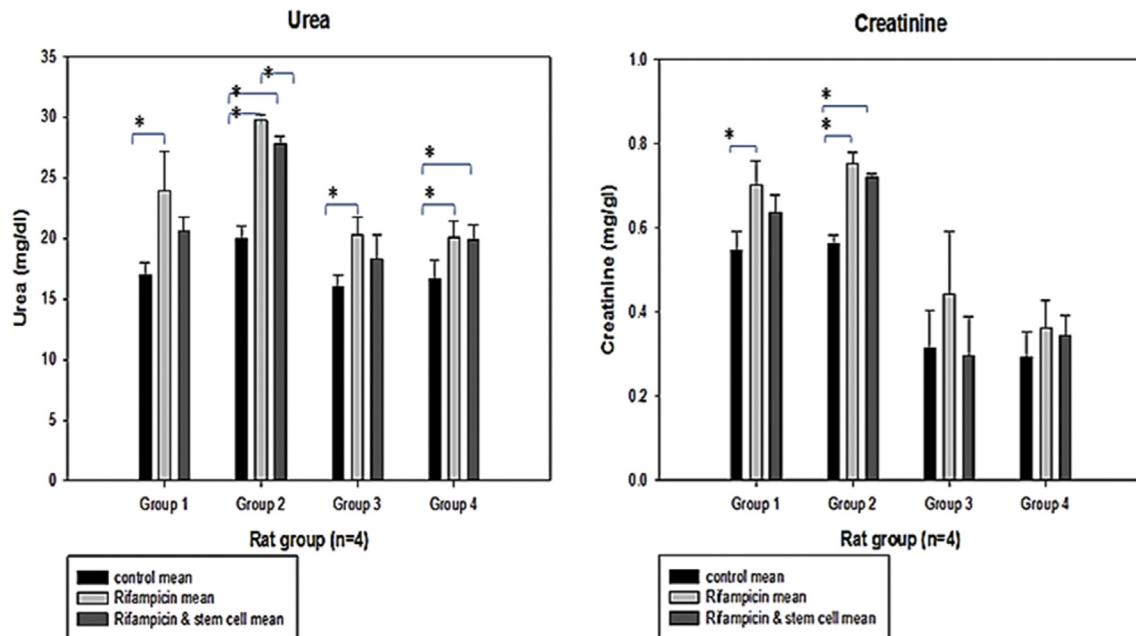 Urea
35
30
25
20
15
10
5
0
Urea (mg/dl)
*
*
*
*
*
*
*
Group 1 Group 2 Group 3 Group 4
Rat group (n=4)
control mean
Rifampicin mean
Rifampicin & stem cell mean
Creatinine
1.0
0.8
0.6
0.4
0.2
0.0
Creatinine (mg/gl)
*
*
*
Group 1 Group 2 Group 3 Group 4
Rat group (n=4)
control mean
Rifampicin mean
Rifampicin & stem cell mean